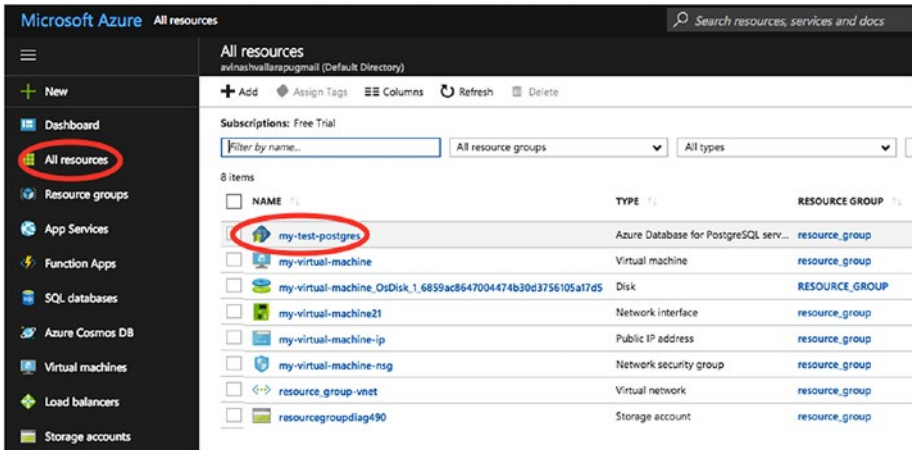 Microsoft Azure All resources
Search resources, services and docs
All resources
avinashvallarapugmail (Default Directory)
New
Add Assign Tags Columns Refresh Delete
Dashboard
Subscriptions: Free Trial
All resources
Filter by name... All resource groups All types
8 items
Resource groups
NAME TYPE RESOURCE GROUP
App Services
my-test-postgres Azure Database for PostgreSQL serv... resource_group
Function Apps
my-virtual-machine Virtual machine resource_group
my-virtual-machine_OsDisk_1_6859ac8647004474b30d3756105a17d5 Disk RESOURCE_GROUP
SQL databases
my-virtual-machine21 Network interface resource_group
Azure Cosmos DB
my-virtual-machine-ip Public IP address resource_group
Virtual machines
my-virtual-machine-nsg Network security group resource_group
resource_group-vnet Virtual network resource_group
Load balancers
resourcegroupdiag490 Storage account resource_group
Storage accounts